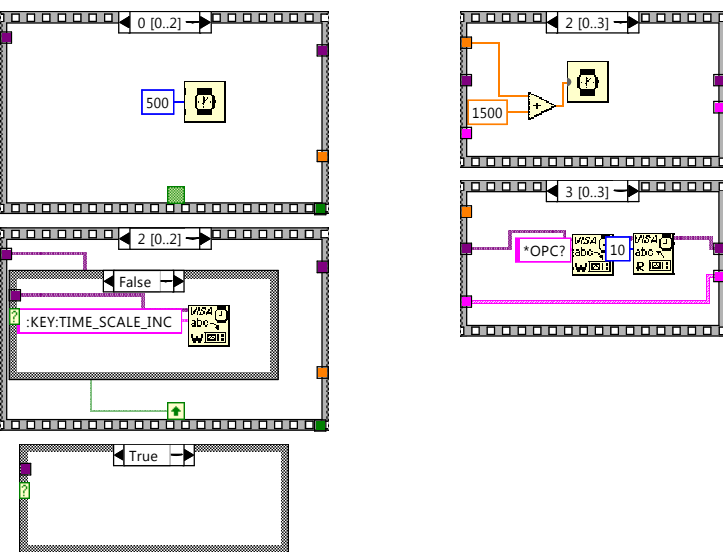 0 [0..2]
500
2 [0..2]
False
:KEY:TIME_SCALE_INC
VISA
abc
W
True
2 [0..3]
1500
+
3 [0..3]
*OPC?
VISA
abc
W
10
VISA
abc
R
?
?